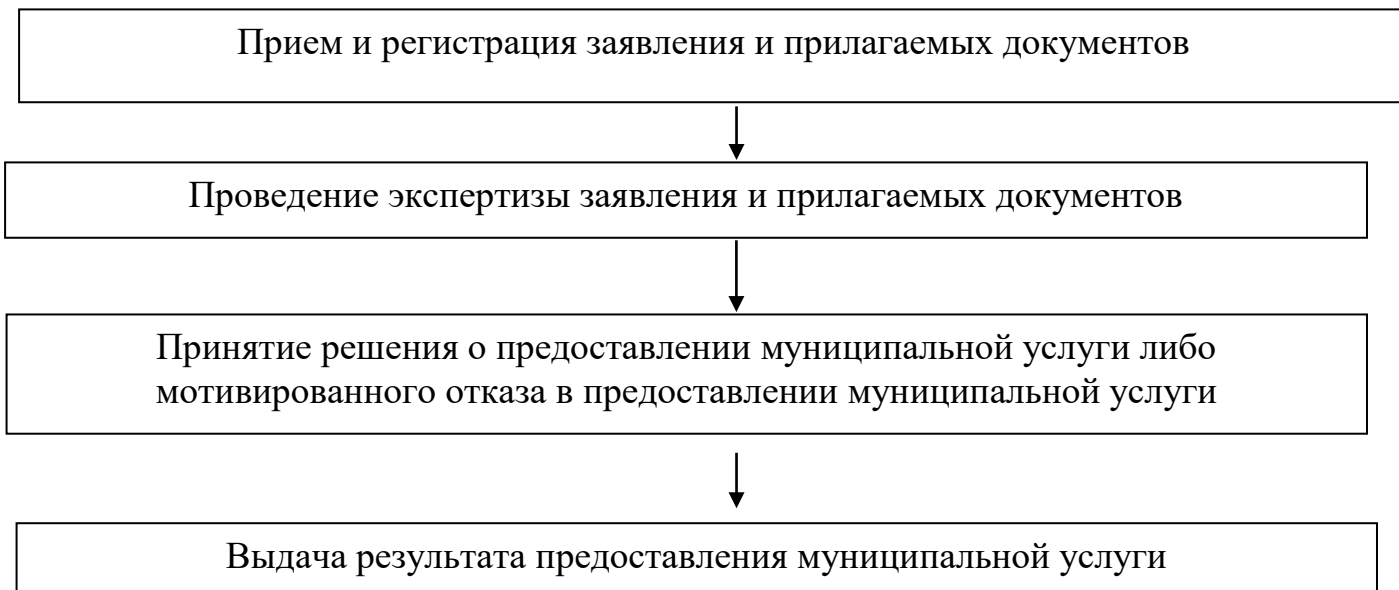 Прием и регистрация заявления и прилагаемых документов
Проведение экспертизы заявления и прилагаемых документов
Принятие решения о предоставлении муниципальной услуги либо
мотивированного отказа в предоставлении муниципальной услуги
Выдача результата предоставления муниципальной услуги